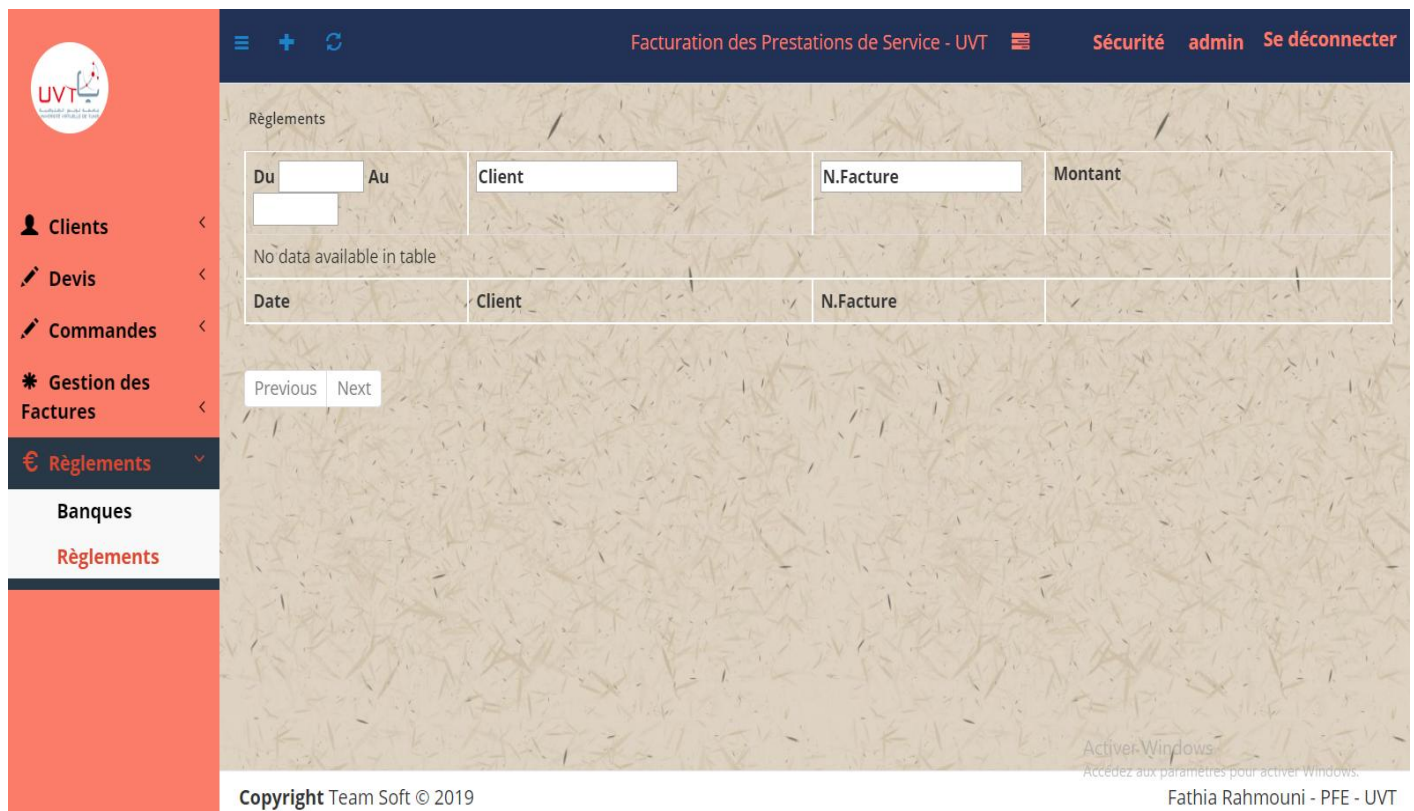 UVT
Facturation des Prestations de Service - UVT
Sécurité admin Se déconnecter
Clients
Devis
Commandes
Gestion des
Factures
€ Règlements
Banques
Règlements
Règlements
Du Au Client N.Facture Montant
No data available in table
Date Client N.Facture
Previous Next
Activer Windows
Accédez aux paramètres pour activer Windows.
Copyright Team Soft © 2019
Fathia Rahmouni - PFE - UVT